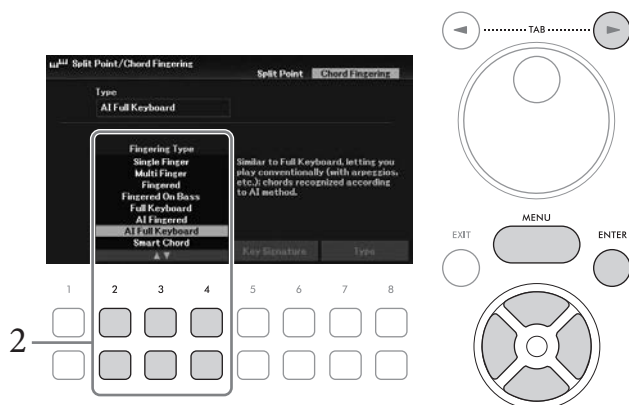 TAB
Split Point/Chord Fingering
Split Point Chord Fingering
Type
AI Full Keyboard
Fingering Type
Single Finger
Multi Finger
Fingered
Fingered On Bass
Full Keyboard
AI Fingered
AI Full Keyboard
Smart Chord
Similar to Full Keyboard, letting you
play conventionally (with arpeggios,
etc.); chords recognized according
to AI method.
Key Signature Type
EXIT
MENU
ENTER
1 2 3 4 5 6 7 8
2